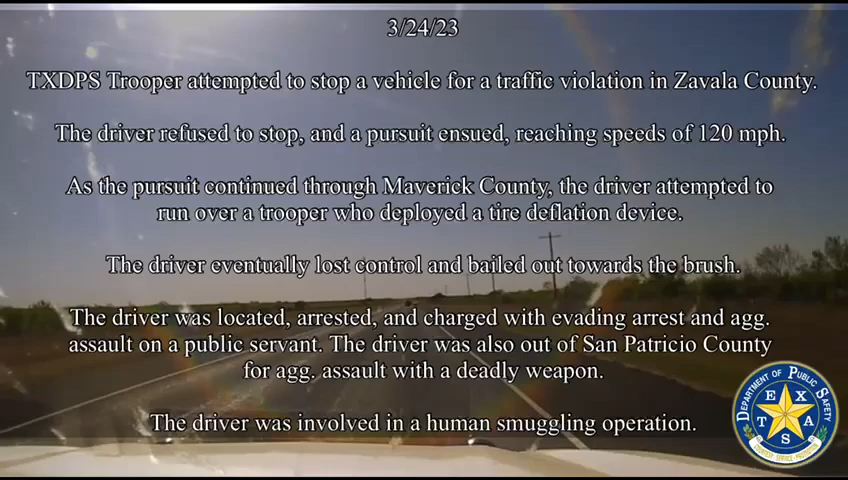 3/24/23
TXDPS Trooper attempted to stop a vehicle for a traffic violation in Zavala County.
The driver refused to stop, and a pursuit ensued, reaching speeds of 120 mph.
As the pursuit continued through Maverick County, the driver attempted to
run over a trooper who deployed a tire deflation device.
The driver eventually lost control and bailed out towards the brush.
The driver was located, arrested, and charged with evading arrest and agg.
assault on a public servant. The driver was also out of San Patricio County
for agg. assault with a deadly weapon.
The driver was involved in a human smuggling operation.
DEPARTMENT OF PUBLIC SAFETY
TEXAS
COURTESY SERVICE PROTECTION